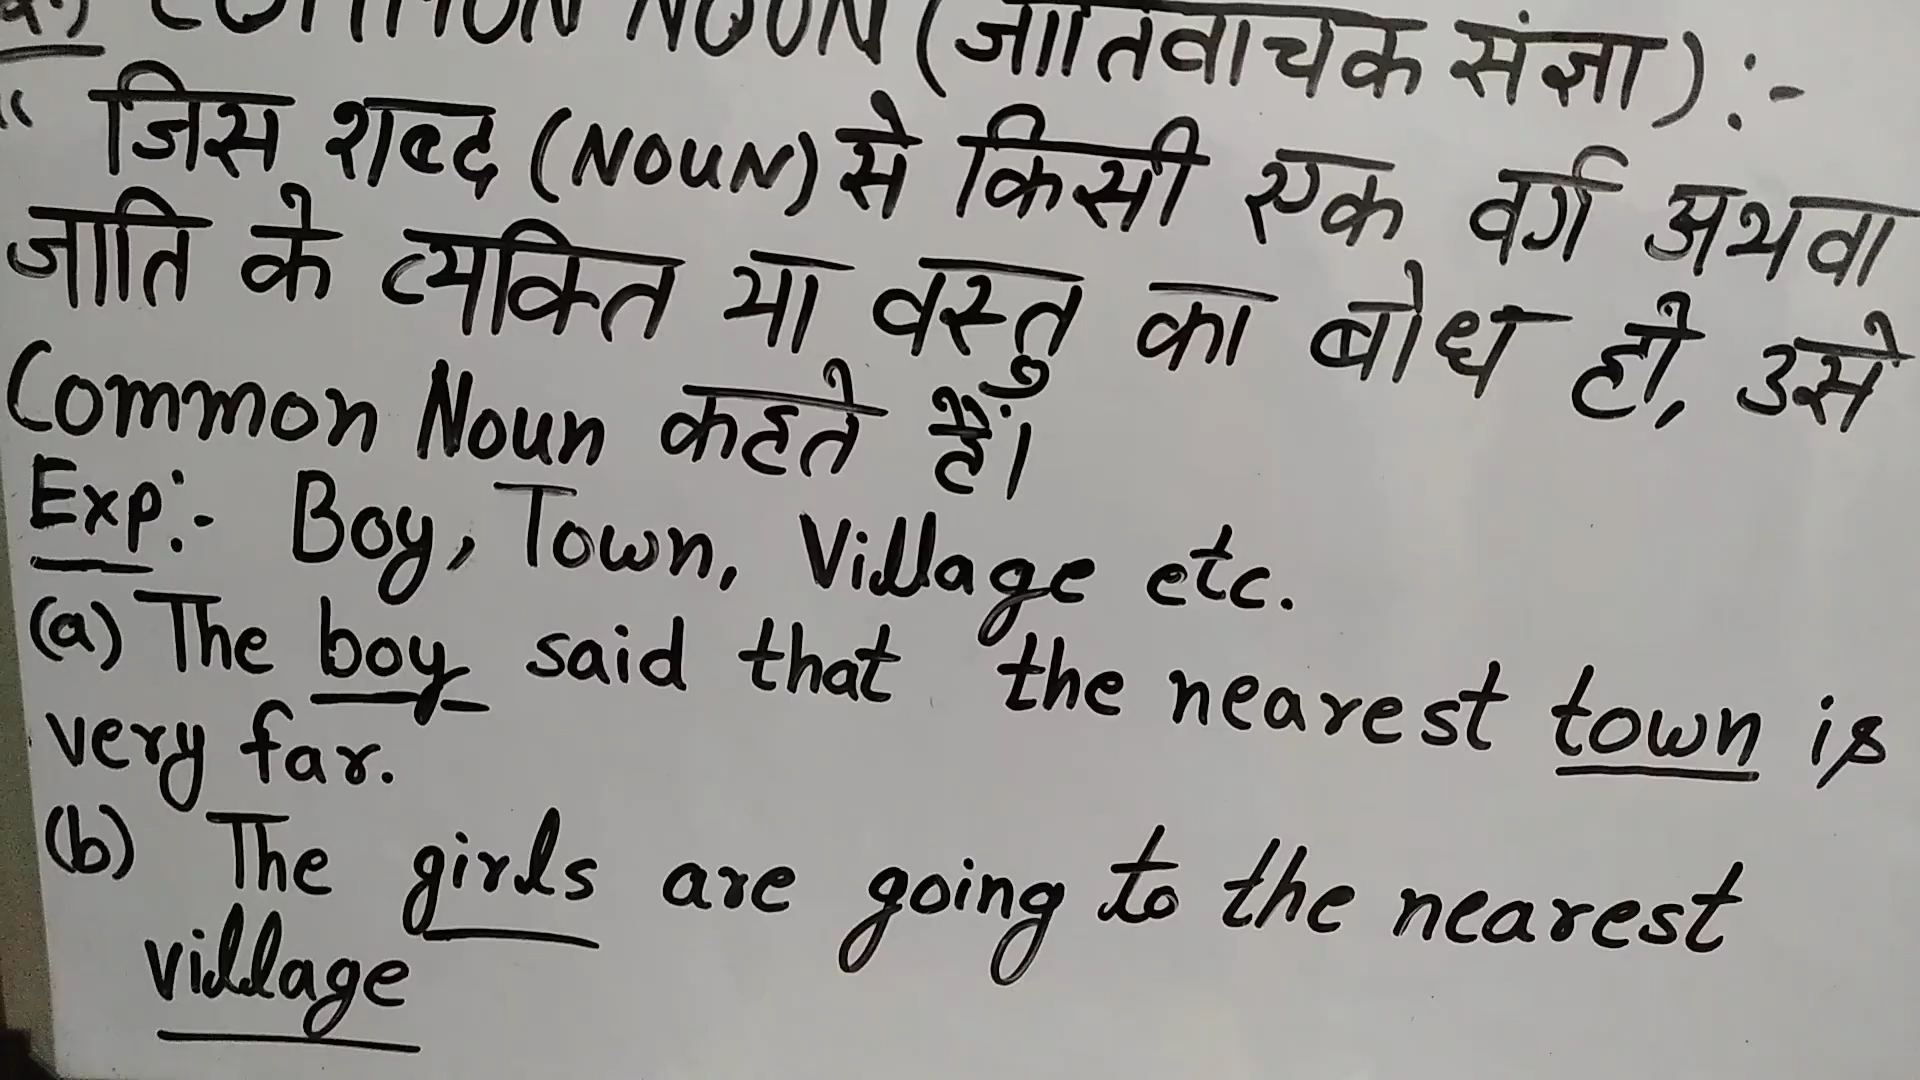 COMMON NOUN (जातिवाचक संज्ञा) :-
“ जिस शब्द (NOUN) से किसी एक वर्ग अथवा
जाति के व्यक्ति या वस्तु का बोध हो, उसे
Common Noun कहते हैं।
Exp:- Boy, Town, Village etc.
(a) The boy said that the nearest town is
very far.
(b) The girls are going to the nearest
village